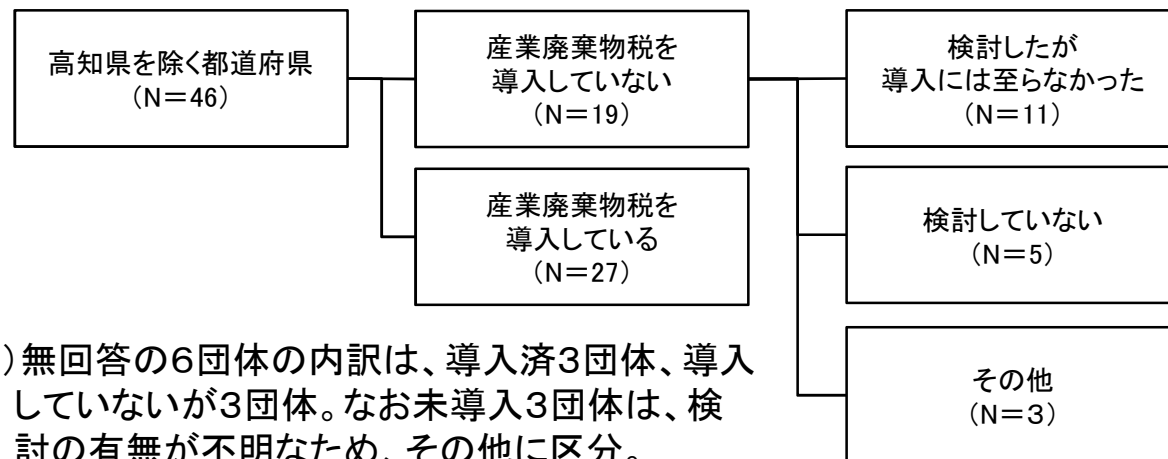 高知県を除く都道府県
（N＝46）
産業廃棄物税を
導入していない
（N＝19）
検討したが
導入には至らなかった
（N＝11）
産業廃棄物税を
導入している
（N＝27）
検討していない
（N＝5）
その他
（N＝3）
）無回答の６団体の内訳は、導入済３団体、導入
していないが３団体。なお未導入３団体は、検
討の有無が不明なため、その他に区分。